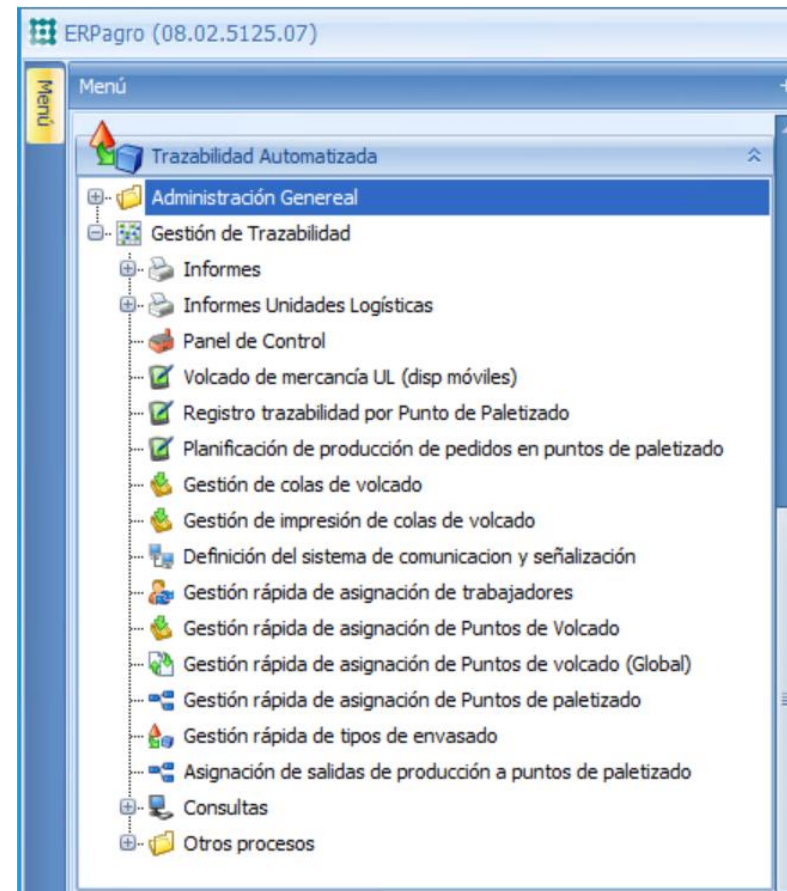 ERPagro (08.02.5125.07)
Menú
Menú
Trazabilidad Automatizada
Administración Genereal
Gestión de Trazabilidad
Informes
Informes Unidades Logísticas
Panel de Control
Volcado de mercancía UL (disp móviles)
Registro trazabilidad por Punto de Paletizado
Planificación de producción de pedidos en puntos de paletizado
Gestión de colas de volcado
Gestión de impresión de colas de volcado
Definición del sistema de comunicacion y señalización
Gestión rápida de asignación de trabajadores
Gestión rápida de asignación de Puntos de Volcado
Gestión rápida de asignación de Puntos de volcado (Global)
Gestión rápida de asignación de Puntos de paletizado
Gestión rápida de tipos de envasado
Asignación de salidas de producción a puntos de paletizado
Consultas
Otros procesos